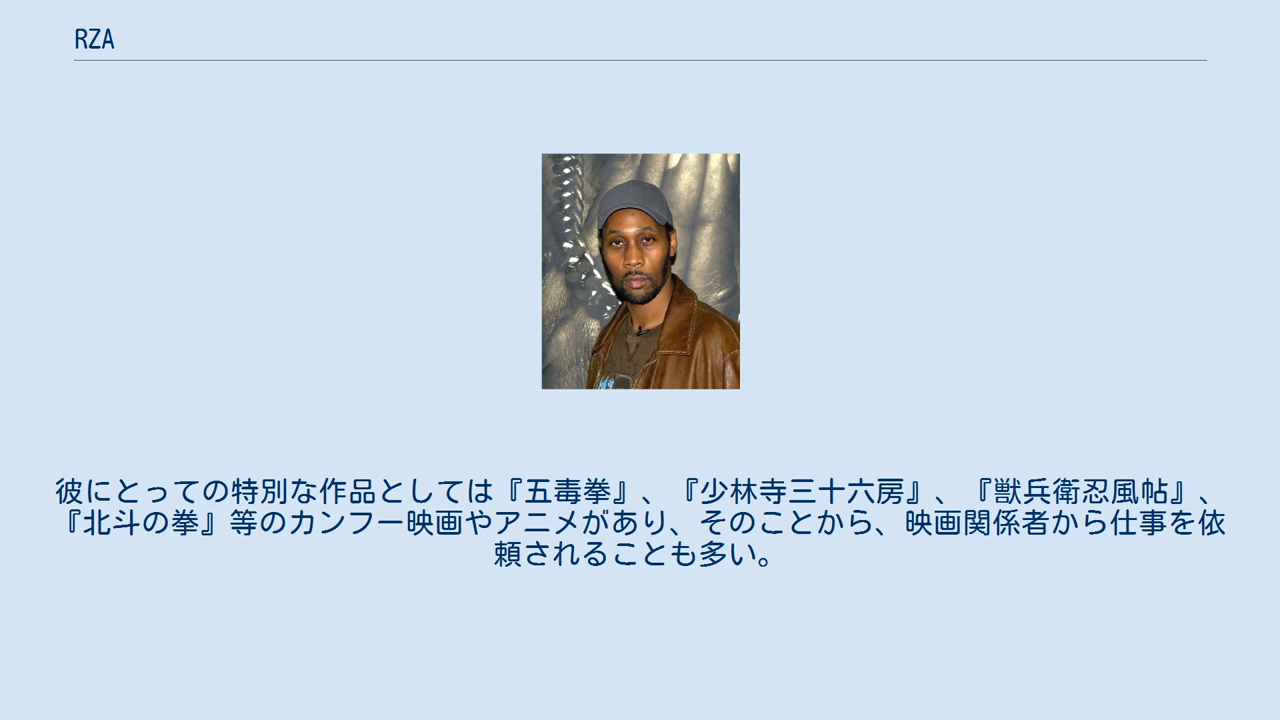 RZA
彼にとっての特別な作品としては『五毒拳』、『少林寺三十六房』、『獣兵衛忍風帖』、
『北斗の拳』等のカンフー映画やアニメがあり、そのことから、映画関係者から仕事を依
頼されることも多い。